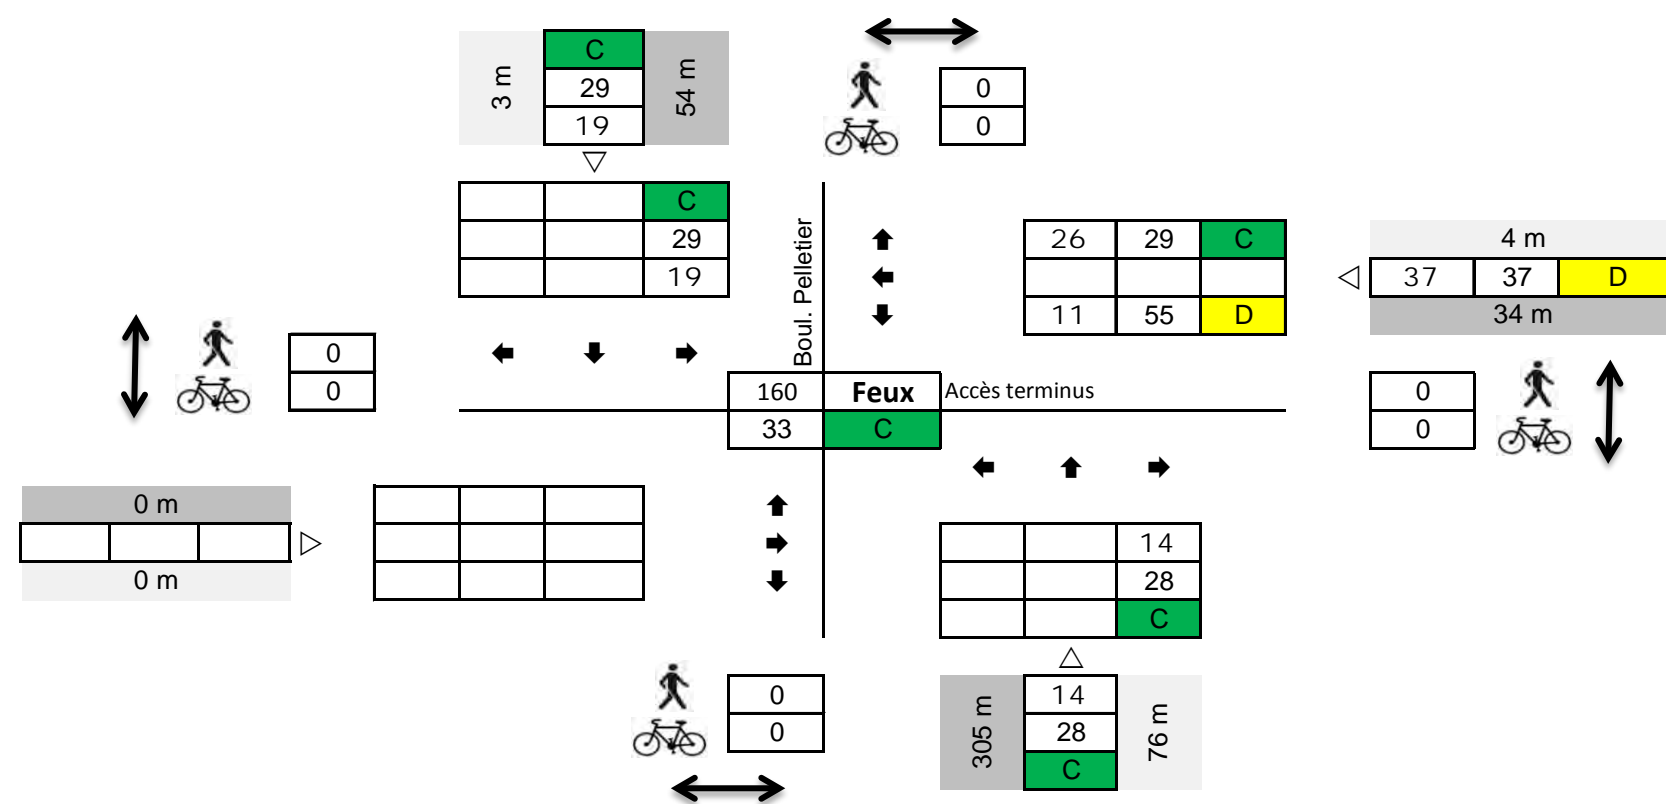 C
3 m
29
54 m
19
0
0
C
29
19
Boul. Pelletier
26 29 C
11 55 D
4 m
37 37 D
34 m
0
0
160 Feux Accès terminus
33 C
0
0
0 m
0 m
14
28
C
0
0
305 m
14
28
C
76 m